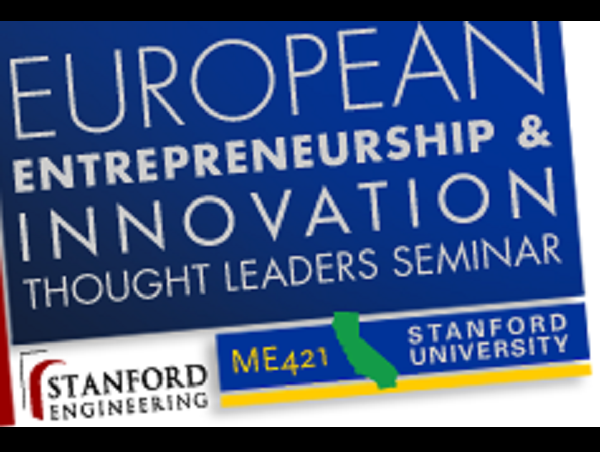 EUROPEAN
ENTREPRENEURSHIP &
INNOVATION
THOUGHT LEADERS SEMINAR
STANFORD
ENGINEERING
ME421
STANFORD
UNIVERSITY